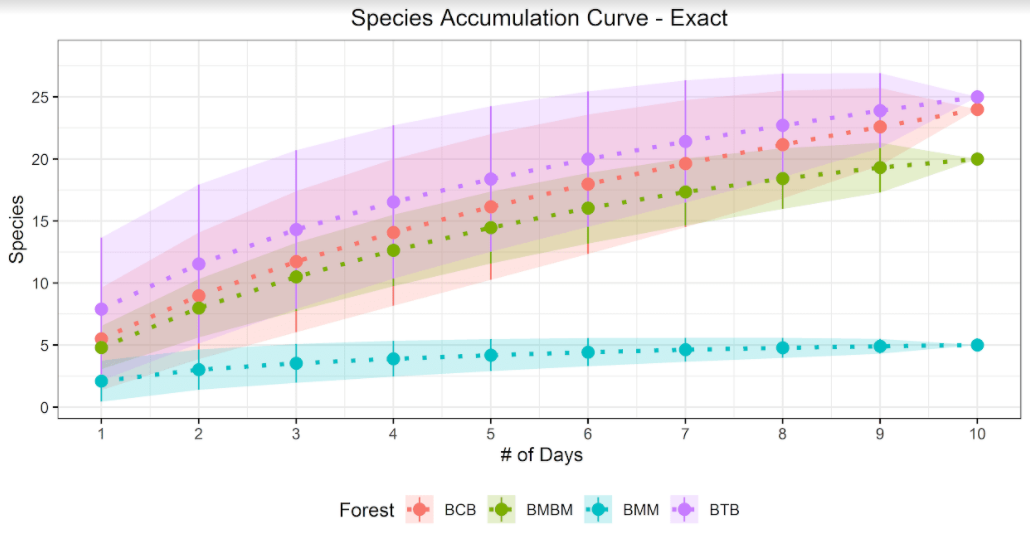 Species Accumulation Curve - Exact
Species
25
20
15
10
5
0
1 2 3 4 5 6 7 8 9 10
# of Days
Forest BCB BMBM BMM BTB